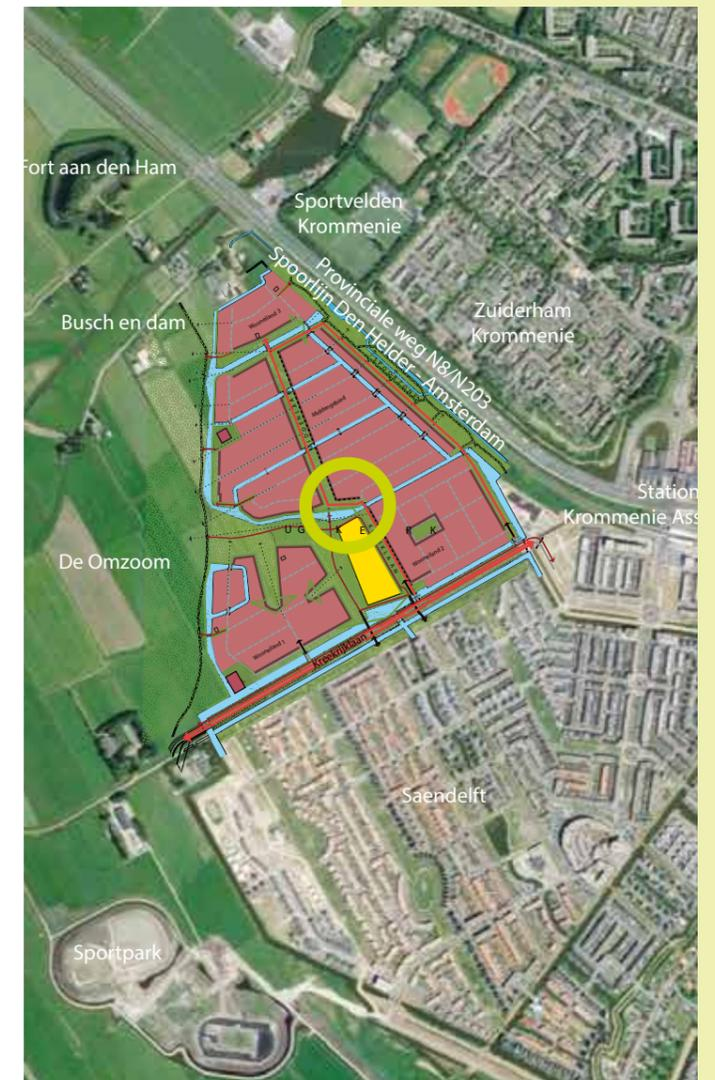 Fort aan den Ham
Sportvelden
Krommenie
Provinciale weg N8/N203
Spoorlijn Den Helder - Amsterdam
Busch en dam
Zuiderham
Krommenie
Station
Krommenie Ass
De Omzoom
Kreekrijklaan
Saendelft
Sportpark